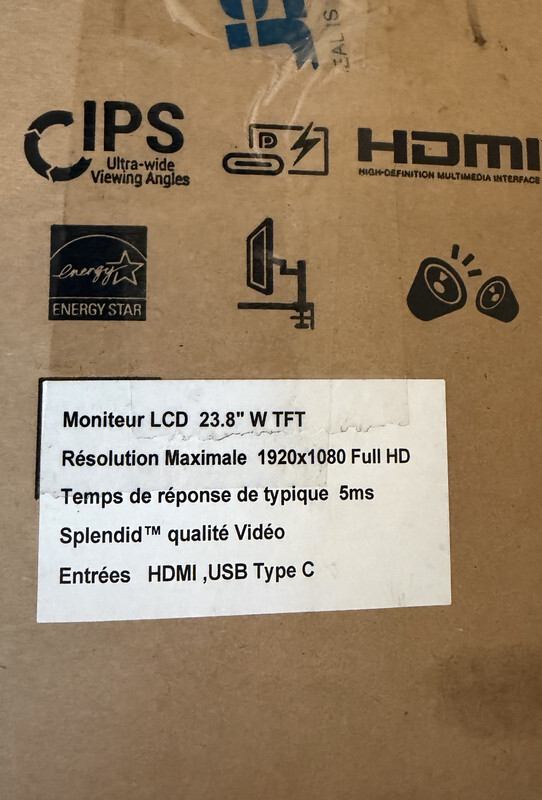 IPS
Ultra-wide
Viewing Angles
HDMI
HIGH-DEFINITION MULTIMEDIA INTERFACE
energy
ENERGY STAR
Moniteur LCD 23.8" W TFT
Résolution Maximale 1920x1080 Full HD
Temps de réponse de typique 5ms
Splendid™ qualité Vidéo
Entrées HDMI ,USB Type C